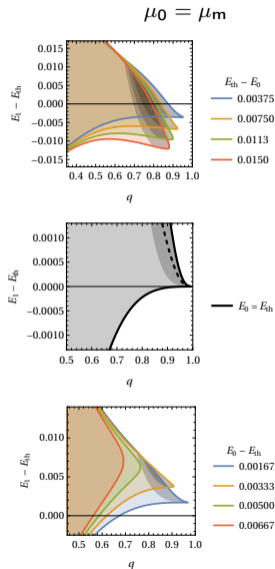 μ₀ = μₘ
0.015
0.010
0.005
0.000
-0.005
-0.010
-0.015
E₁ − Eₜₕ
0.4 0.5 0.6 0.7 0.8 0.9 1.0
q
Eₜₕ − E₀
0.00375
0.00750
0.0113
0.0150
0.0010
0.0005
0.0000
-0.0005
-0.0010
E₁ − Eₜₕ
0.5 0.6 0.7 0.8 0.9 1.0
q
E₀ = Eₜₕ
0.010
0.005
0.000
E₁ − Eₜₕ
0.5 0.6 0.7 0.8 0.9 1.0
q
E₀ − Eₜₕ
0.00167
0.00333
0.00500
0.00667